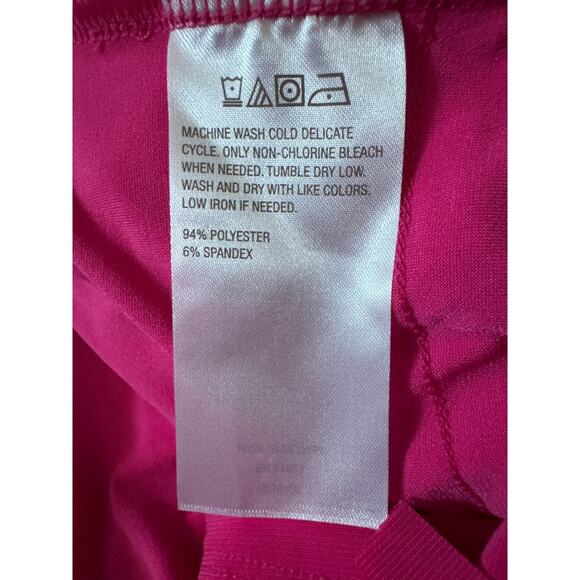 MACHINE WASH COLD DELICATE
CYCLE. ONLY NON-CHLORINE BLEACH
WHEN NEEDED. TUMBLE DRY LOW.
WASH AND DRY WITH LIKE COLORS.
LOW IRON IF NEEDED.
94% POLYESTER
6% SPANDEX